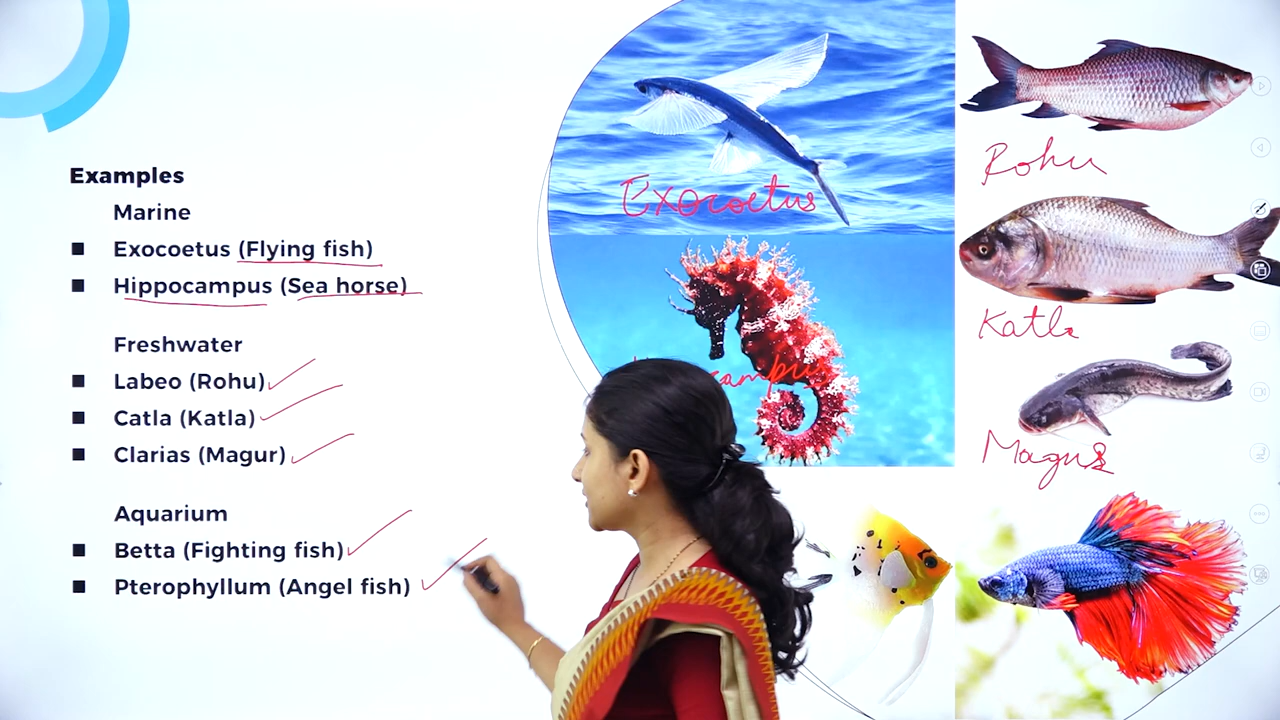 Examples
Marine
■ Exocoetus (Flying fish)
■ Hippocampus (Sea horse)
Freshwater
■ Labeo (Rohu)
■ Catla (Katla)
■ Clarias (Magur)
Aquarium
■ Betta (Fighting fish)
■ Pterophyllum (Angel fish)
Exocoetus
campus
Rohu
Katla
Magur